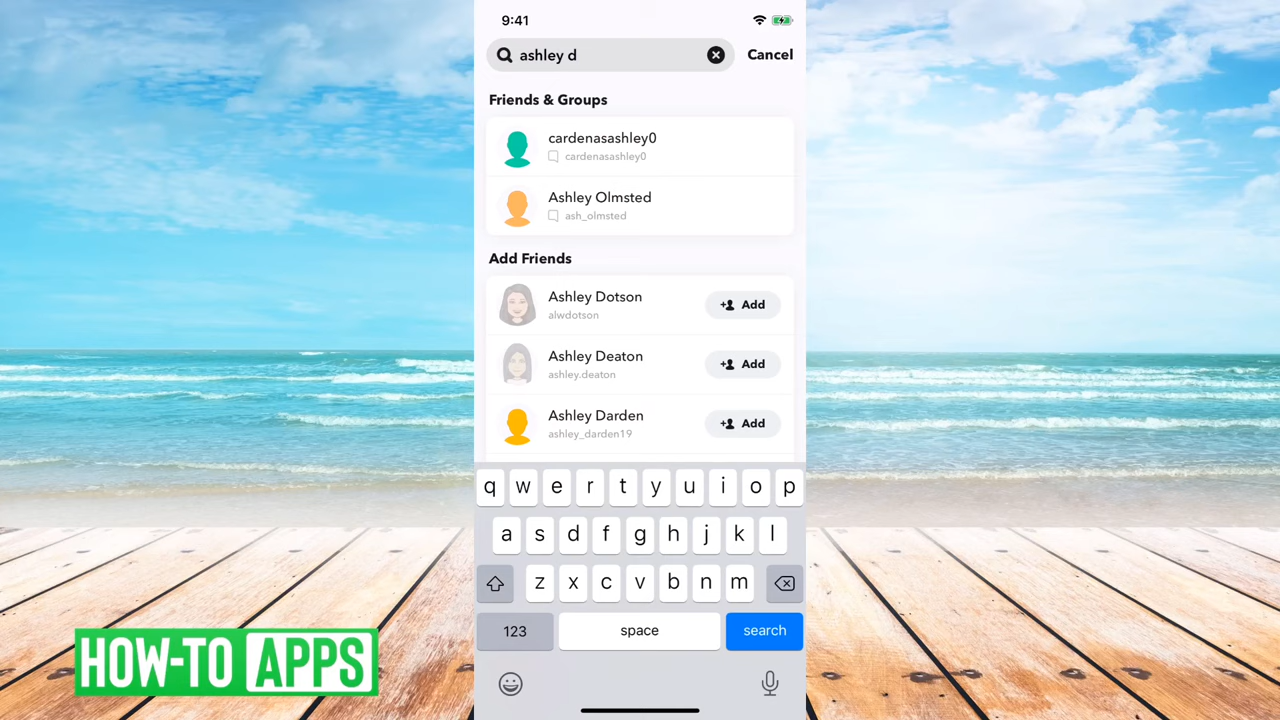 9:41
ashley d
Cancel
Friends & Groups
cardenasashley0
cardenasashley0
Ashley Olmsted
ash_olmsted
Add Friends
Ashley Dotson
alwdotson
Add
Ashley Deaton
ashley.deaton
Add
Ashley Darden
ashley_darden19
Add
q w e r t y u i o p
a s d f g h j k l
z x c v b n m
123 space search
HOW-TO APPS